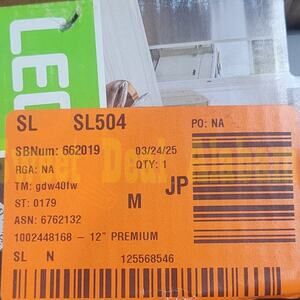 LEG
SL SL504 PO: NA
SBNum: 662019 03/24/25
RGA: NA QTY: 1
TM: gdw40fw
ST: 0179 M JP
ASN: 6762132
1002448168 - 12" PREMIUM
SL N 125568546